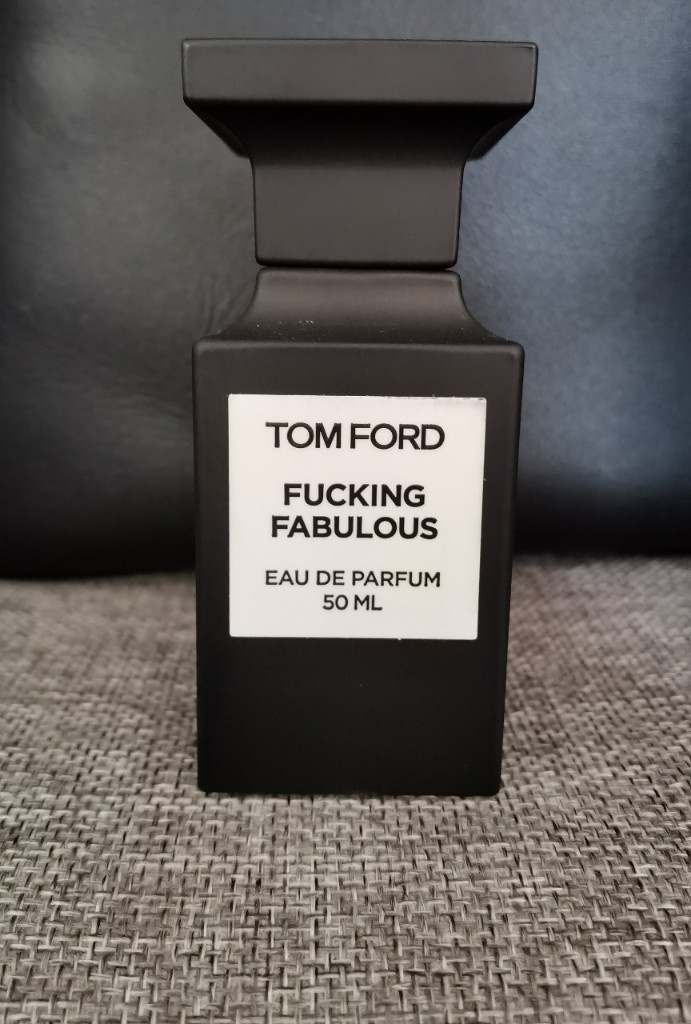 TOM FORD
FUCKING
FABULOUS
EAU DE PARFUM
50 ML